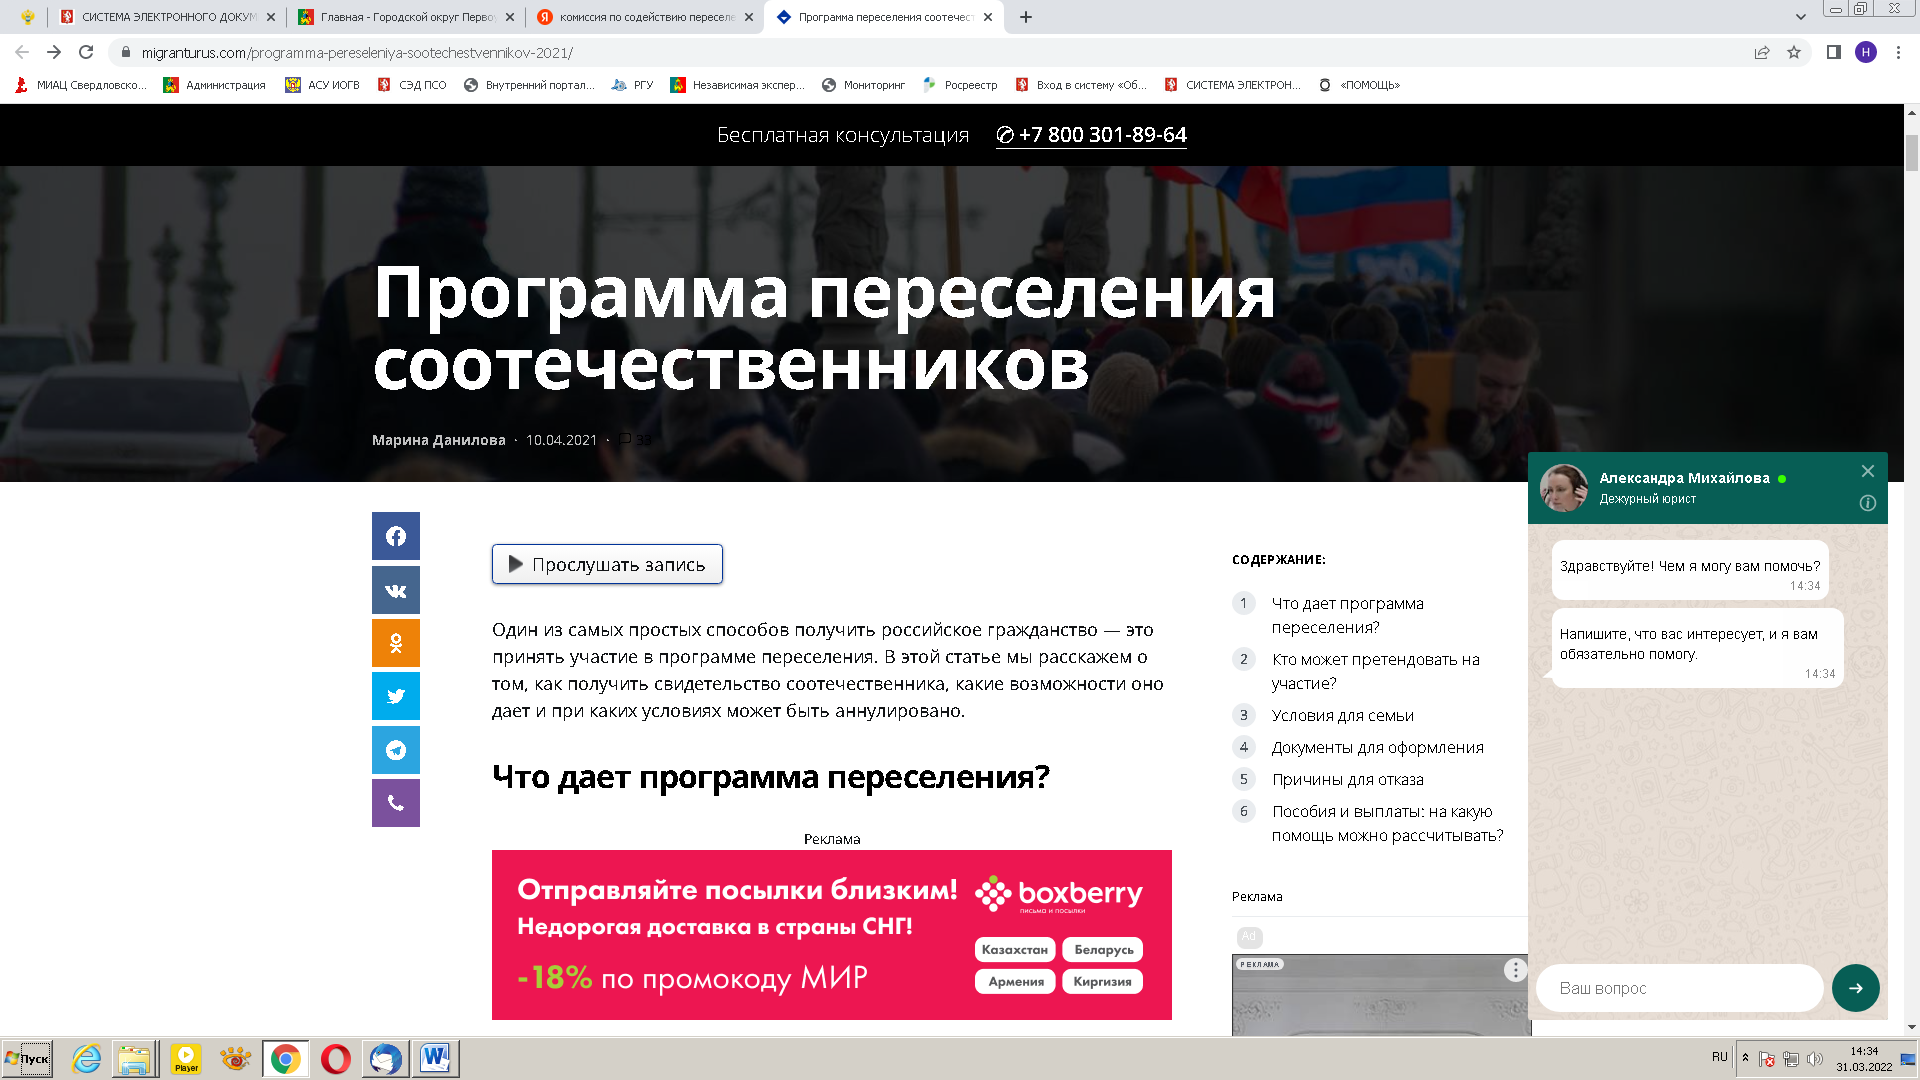 СИСТЕМА ЭЛЕКТРОННОГО ДОКУМ
Главная - Городской округ Перво
комиссия по содействию переселе
Программа переселения соотечест
migranturus.com/programma-pereseleniya-sootechestvennikov-2021/
Н
МИАЦ Свердловско...
Администрация
АСУ ИОГВ
СЭД ПСО
Внутренний портал...
РГУ
Независимая экспер...
Мониторинг
Росреестр
Вход в систему «Об...
СИСТЕМА ЭЛЕКТРОН...
«ПОМОЩЬ»
Бесплатная консультация ✆ +7 800 301-89-64
Программа переселения
соотечественников
Марина Данилова · 10.04.2021 · 33
Прослушать запись
Один из самых простых способов получить российское гражданство — это
принять участие в программе переселения. В этой статье мы расскажем о
том, как получить свидетельство соотечественника, какие возможности оно
дает и при каких условиях может быть аннулировано.
Что дает программа переселения?
Реклама
Отправляйте посылки близким!
Недорогая доставка в страны СНГ!
-18% по промокоду МИР
boxberry
письма и посылки
Казахстан
Беларусь
Армения
Киргизия
СОДЕРЖАНИЕ:
1 Что дает программа
переселения?
2 Кто может претендовать на
участие?
3 Условия для семьи
4 Документы для оформления
5 Причины для отказа
6 Пособия и выплаты: на какую
помощь можно рассчитывать?
Реклама
Ad
РЕКЛАМА
Александра Михайлова
Дежурный юрист
Здравствуйте! Чем я могу вам помочь?
14:34
Напишите, что вас интересует, и я вам
обязательно помогу.
14:34
Ваш вопрос
Пуск
Player
RU
14:34
31.03.2022